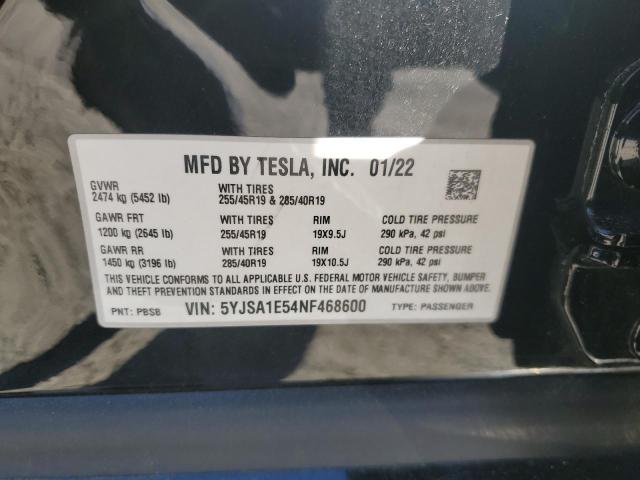 MFD BY TESLA, INC. 01/22
GVWR WITH TIRES
2474 kg (5452 lb) 255/45R19 & 285/40R19
GAWR FRT WITH TIRES RIM COLD TIRE PRESSURE
1200 kg (2645 lb) 255/45R19 19X9.5J 290 kPa, 42 psi
GAWR RR WITH TIRES RIM COLD TIRE PRESSURE
1450 kg (3196 lb) 285/40R19 19X10.5J 290 kPa, 42 psi
THIS VEHICLE CONFORMS TO ALL APPLICABLE U.S. FEDERAL MOTOR VEHICLE SAFETY, BUMPER
AND THEFT PREVENTION STANDARDS IN EFFECT ON THE DATE OF MANUFACTURE SHOWN ABOVE.
PNT: PBSB VIN: 5YJSA1E54NF468600 TYPE: PASSENGER